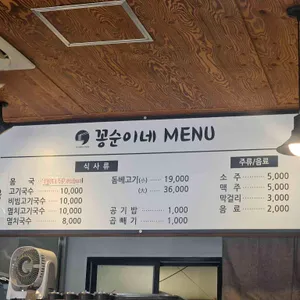 꽁순이네 MENU
식 사 류
몸 국
고기국수 10,000
비빔고기국수 10,000
멸치고기국수 10,000
멸치국수 8,000
돔베고기(小) 19,000
(大) 36,000
공 기 밥 1,000
곱 빼 기 1,000
주류/음료
소 주 5,000
맥 주 5,000
막걸리 3,000
음 료 2,000